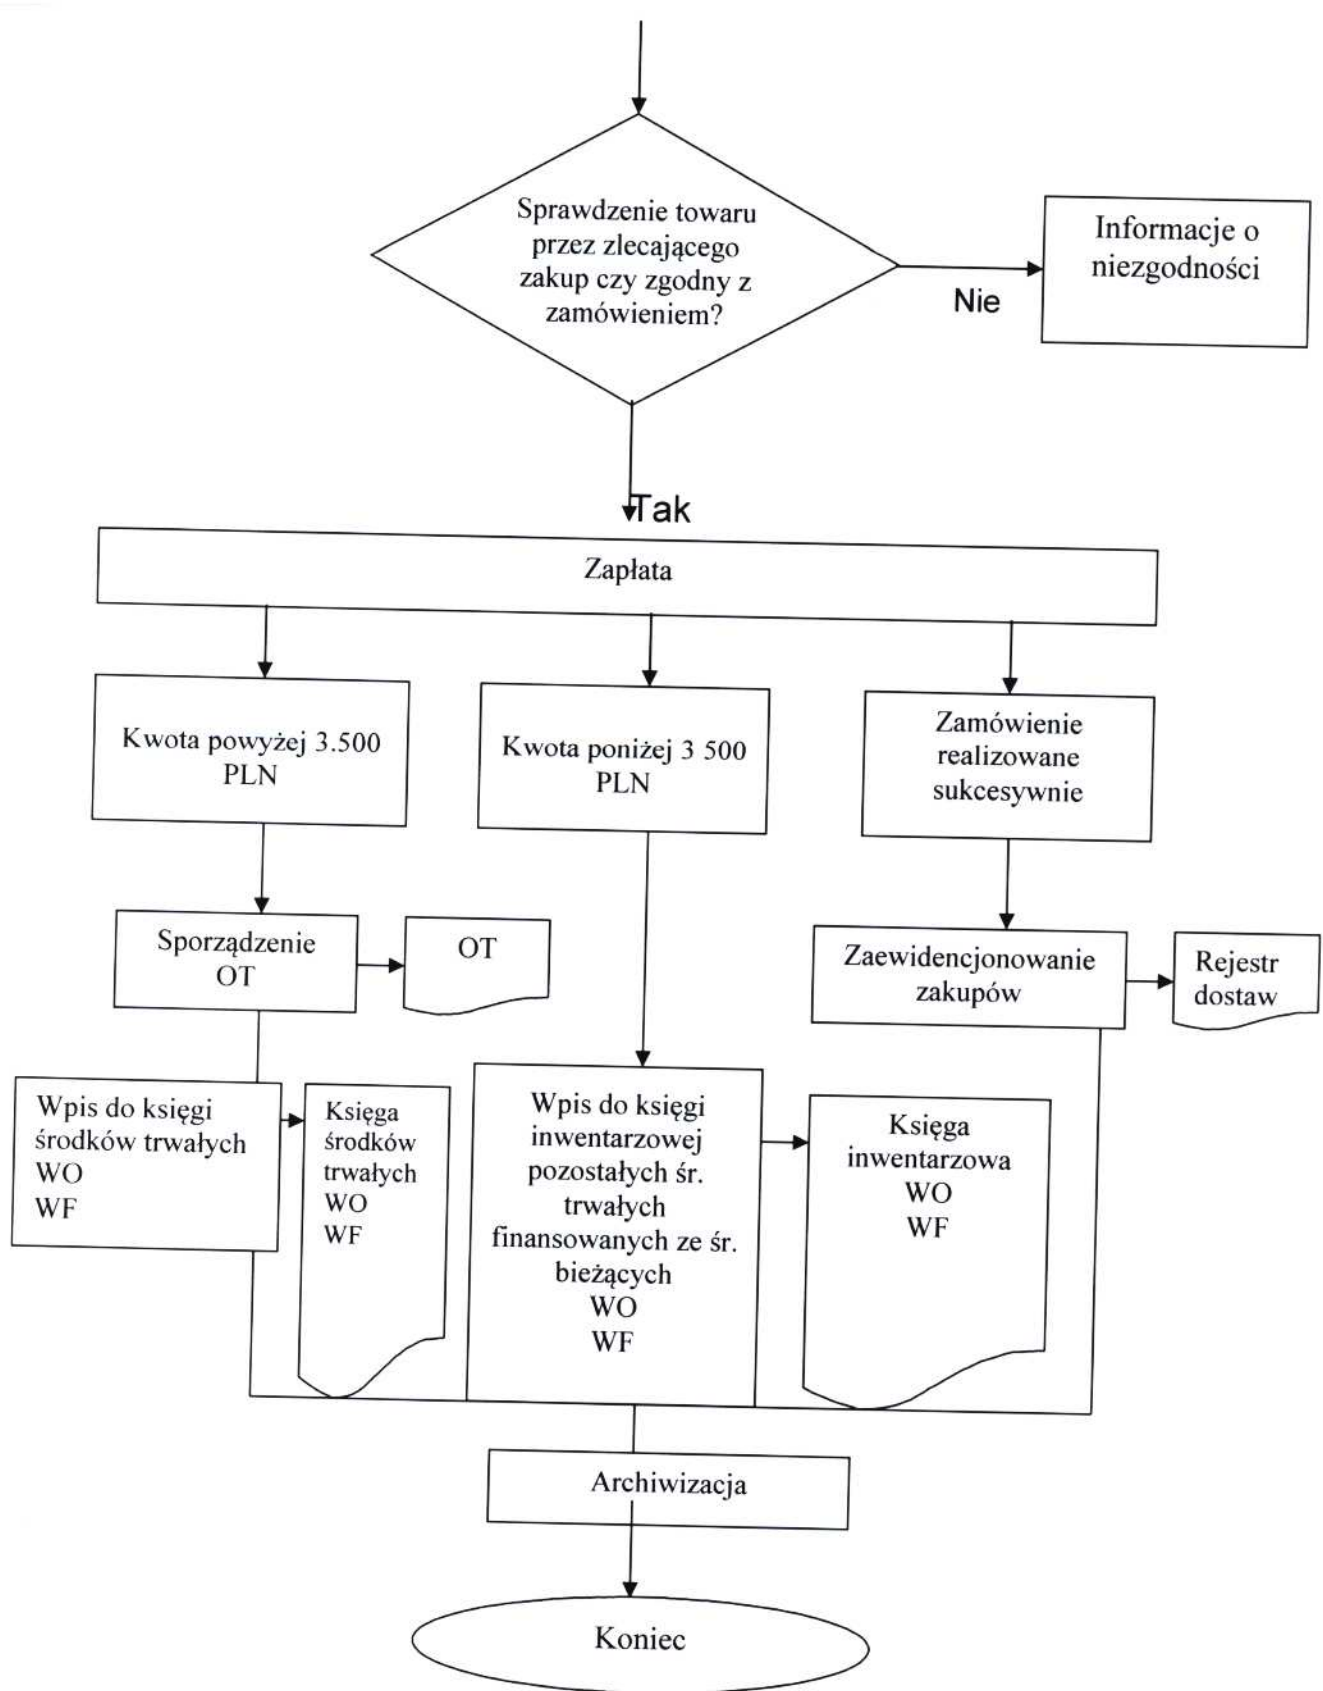 Sprawdzenie towaru
przez zlecającego
zakup czy zgodny z
zamówieniem?
Informacje o
niezgodności
Nie
Tak
Zapłata
Kwota powyżej 3.500
PLN
Kwota poniżej 3 500
PLN
Zamówienie
realizowane
sukcesywnie
Sporządzenie
OT
OT
Zaewidencjonowanie
zakupów
Rejestr
dostaw
Wpis do księgi
środków trwałych
WO
WF
Księga
środków
trwałych
WO
WF
Wpis do księgi
inwentarzowej
pozostałych śr.
trwałych
finansowanych ze śr.
bieżących
WO
WF
Księga
inwentarzowa
WO
WF
Archiwizacja
Koniec